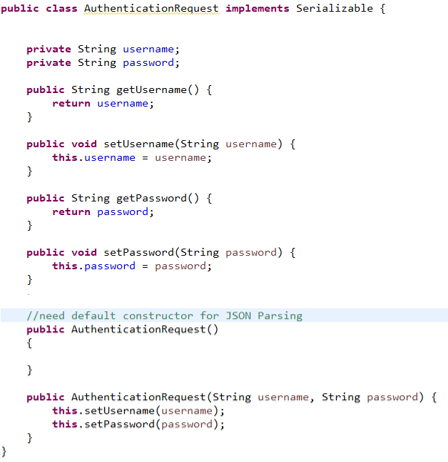 public class AuthenticationRequest implements Serializable {
private String username;
private String password;
public String getUsername() {
return username;
}
public void setUsername(String username) {
this.username = username;
}
public String getPassword() {
return password;
}
public void setPassword(String password) {
this.password = password;
}
//need default constructor for JSON Parsing
public AuthenticationRequest()
{
}
public AuthenticationRequest(String username, String password) {
this.setUsername(username);
this.setPassword(password);
}
}